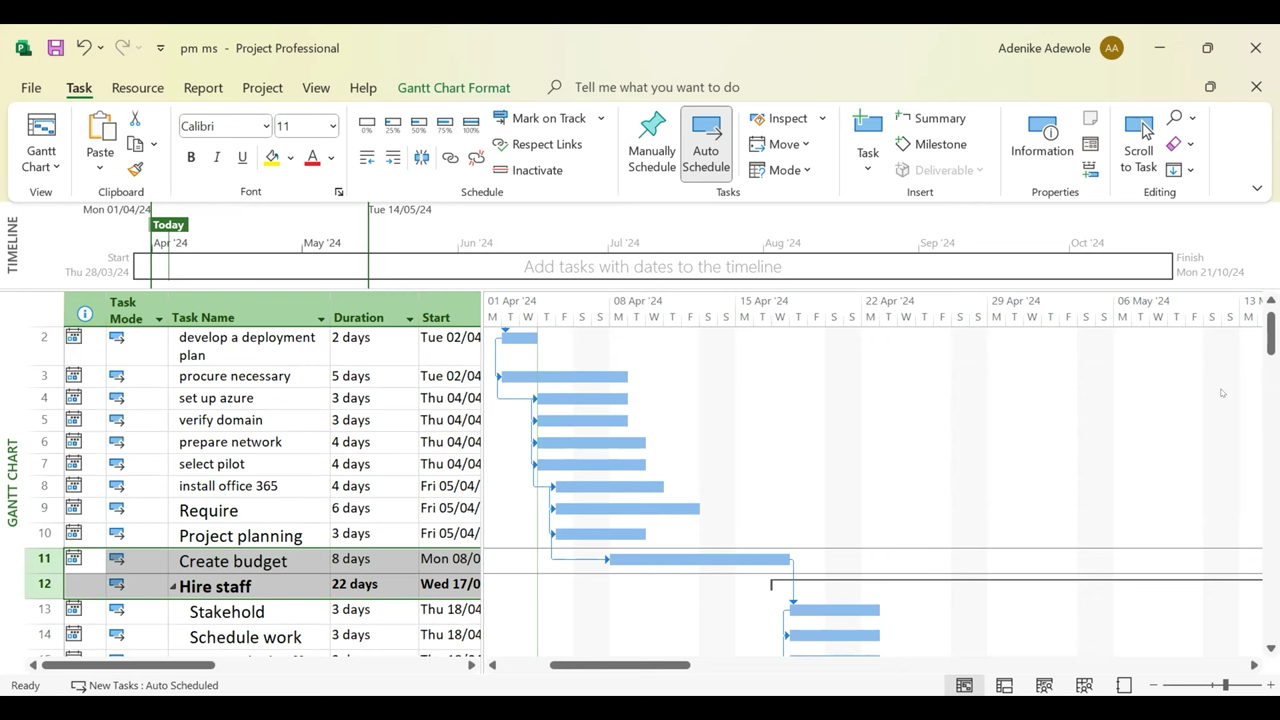 pm ms - Project Professional
Adenike Adewole AA
File Task Resource Report Project View Help Gantt Chart Format Tell me what you want to do
Gantt Chart
View
Paste
Clipboard
Calibri 11
B I U A
Font
0% 25% 50% 75% 100%
Mark on Track
Respect Links
Inactivate
Schedule
Manually Schedule
Auto Schedule
Inspect
Move
Mode
Tasks
Task
Summary
Milestone
Deliverable
Insert
Information
Properties
Scroll to Task
Editing
TIMELINE
Mon 01/04/24 Tue 14/05/24
Today
Apr '24 May '24 Jun '24 Jul '24 Aug '24 Sep '24 Oct '24
Start
Thu 28/03/24
Add tasks with dates to the timeline
Finish
Mon 21/10/24
GANTT CHART
Task Mode Task Name Duration Start
01 Apr '24 08 Apr '24 15 Apr '24 22 Apr '24 29 Apr '24 06 May '24 13 M
M T W T F S S M T W T F S S M T W T F S S M T W T F S S M T W T F S S M T W T F S S M
2 develop a deployment plan 2 days Tue 02/04
3 procure necessary 5 days Tue 02/04
4 set up azure 3 days Thu 04/04
5 verify domain 3 days Thu 04/04
6 prepare network 4 days Thu 04/04
7 select pilot 4 days Thu 04/04
8 install office 365 4 days Fri 05/04/
9 Require 6 days Fri 05/04/
10 Project planning 3 days Fri 05/04/
11 Create budget 8 days Mon 08/0
12 Hire staff 22 days Wed 17/0
13 Stakehold 3 days Thu 18/04
14 Schedule work 3 days Thu 18/04
Ready New Tasks : Auto Scheduled